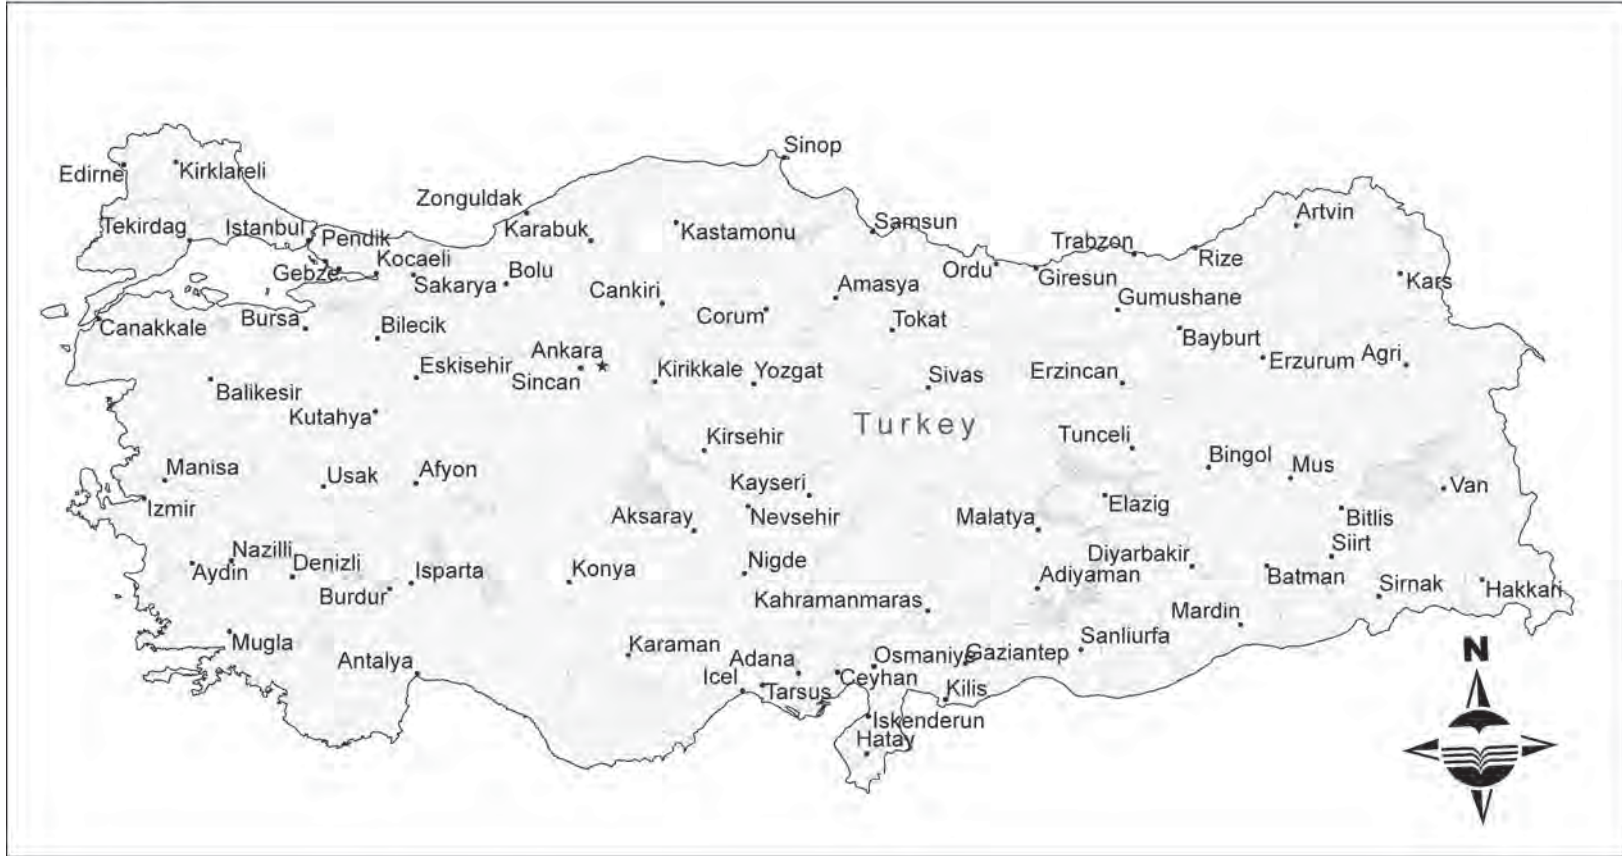 Sinop
Edirne
Kirklareli
Zonguldak
Artvin
Tekirdag
Istanbul
Karabuk
Kastamonu
Samsun
Pendik
Trabzon
Rize
Kocaeli
Gebze
Bolu
Ordu
Giresun
Kars
Sakarya
Cankiri
Amasya
Gumushane
Canakkale
Bursa
Bilecik
Corum
Tokat
Bayburt
Ankara
Eskisehir
Sincan
Kirikkale
Yozgat
Sivas
Erzincan
Erzurum
Agri
Balikesir
Kutahya
Turkey
Kirsehir
Tunceli
Bingol
Mus
Manisa
Usak
Afyon
Kayseri
Van
Izmir
Aksaray
Nevsehir
Malatya
Elazig
Bitlis
Siirt
Nazilli
Aydin
Denizli
Isparta
Konya
Nigde
Diyarbakir
Adiyaman
Batman
Burdur
Kahramanmaras
Mardin
Sirnak
Hakkari
Mugla
Antalya
Karaman
Adana
Osmaniye
Gaziantep
Sanliurfa
N
Icel
Tarsus
Ceyhan
Kilis
Iskenderun
Hatay